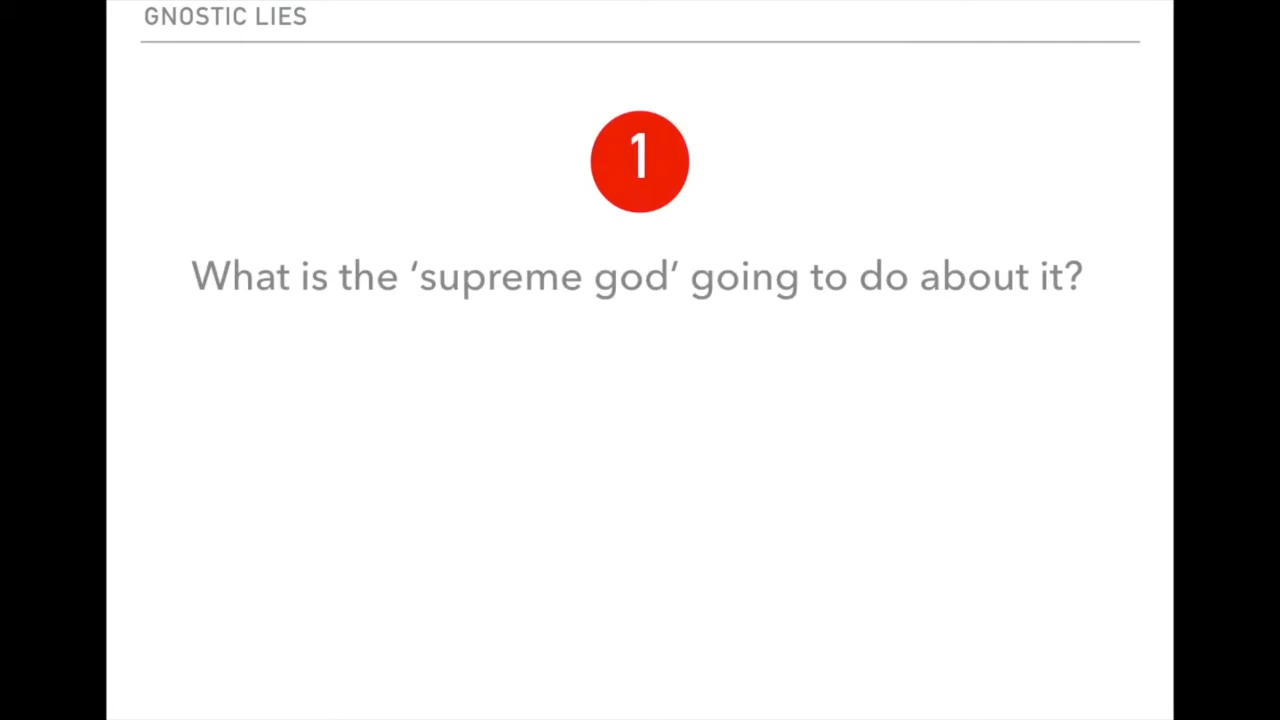 GNOSTIC LIES
1
What is the ‘supreme god’ going to do about it?